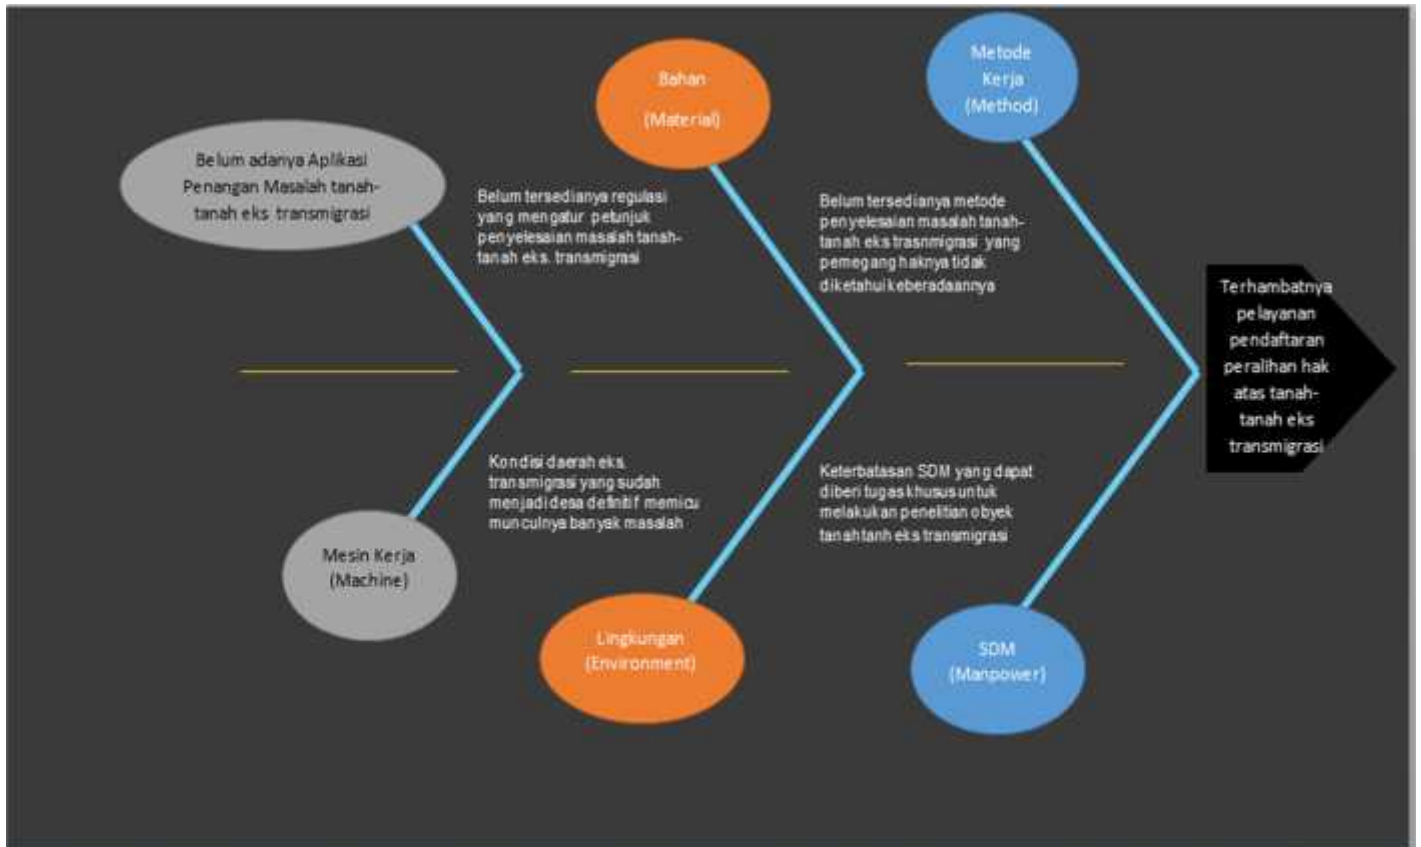 Metode
Kerja
(Method)
Bahan
(Material)
Belum adanya Aplikasi
Penangan Masalah tanah-
tanah eks transmigrasi
Belum tersedianya regulasi
yang mengatur petunjuk
penyelesaian masalah tanah-
tanah eks. transmigrasi
Belum tersedianya metode
penyelesaian masalah tanah-
tanah eks trasnmigrasi yang
pemegang haknya tidak
diketahui keberadaannya
Terhambatnya
pelayanan
pendaftaran
peralihan hak
atas tanah-
tanah eks
transmigrasi
Kondisi daerah eks.
transmigrasi yang sudah
menjadi desa definitif memicu
munculnya banyak masalah
Keterbatasan SDM yang dapat
diberi tugas khusus untuk
melakukan penelitian obyek
tanah tanh eks transmigrasi
Mesin Kerja
(Machine)
Lingkungan
(Environment)
SDM
(Manpower)